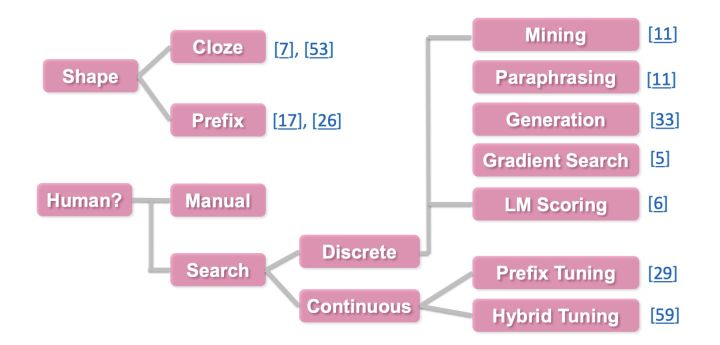 Shape
Cloze [7], [53]
Prefix [17], [26]
Human?
Manual
Search
Discrete
Continuous
Mining [11]
Paraphrasing [11]
Generation [33]
Gradient Search [5]
LM Scoring [6]
Prefix Tuning [29]
Hybrid Tuning [59]